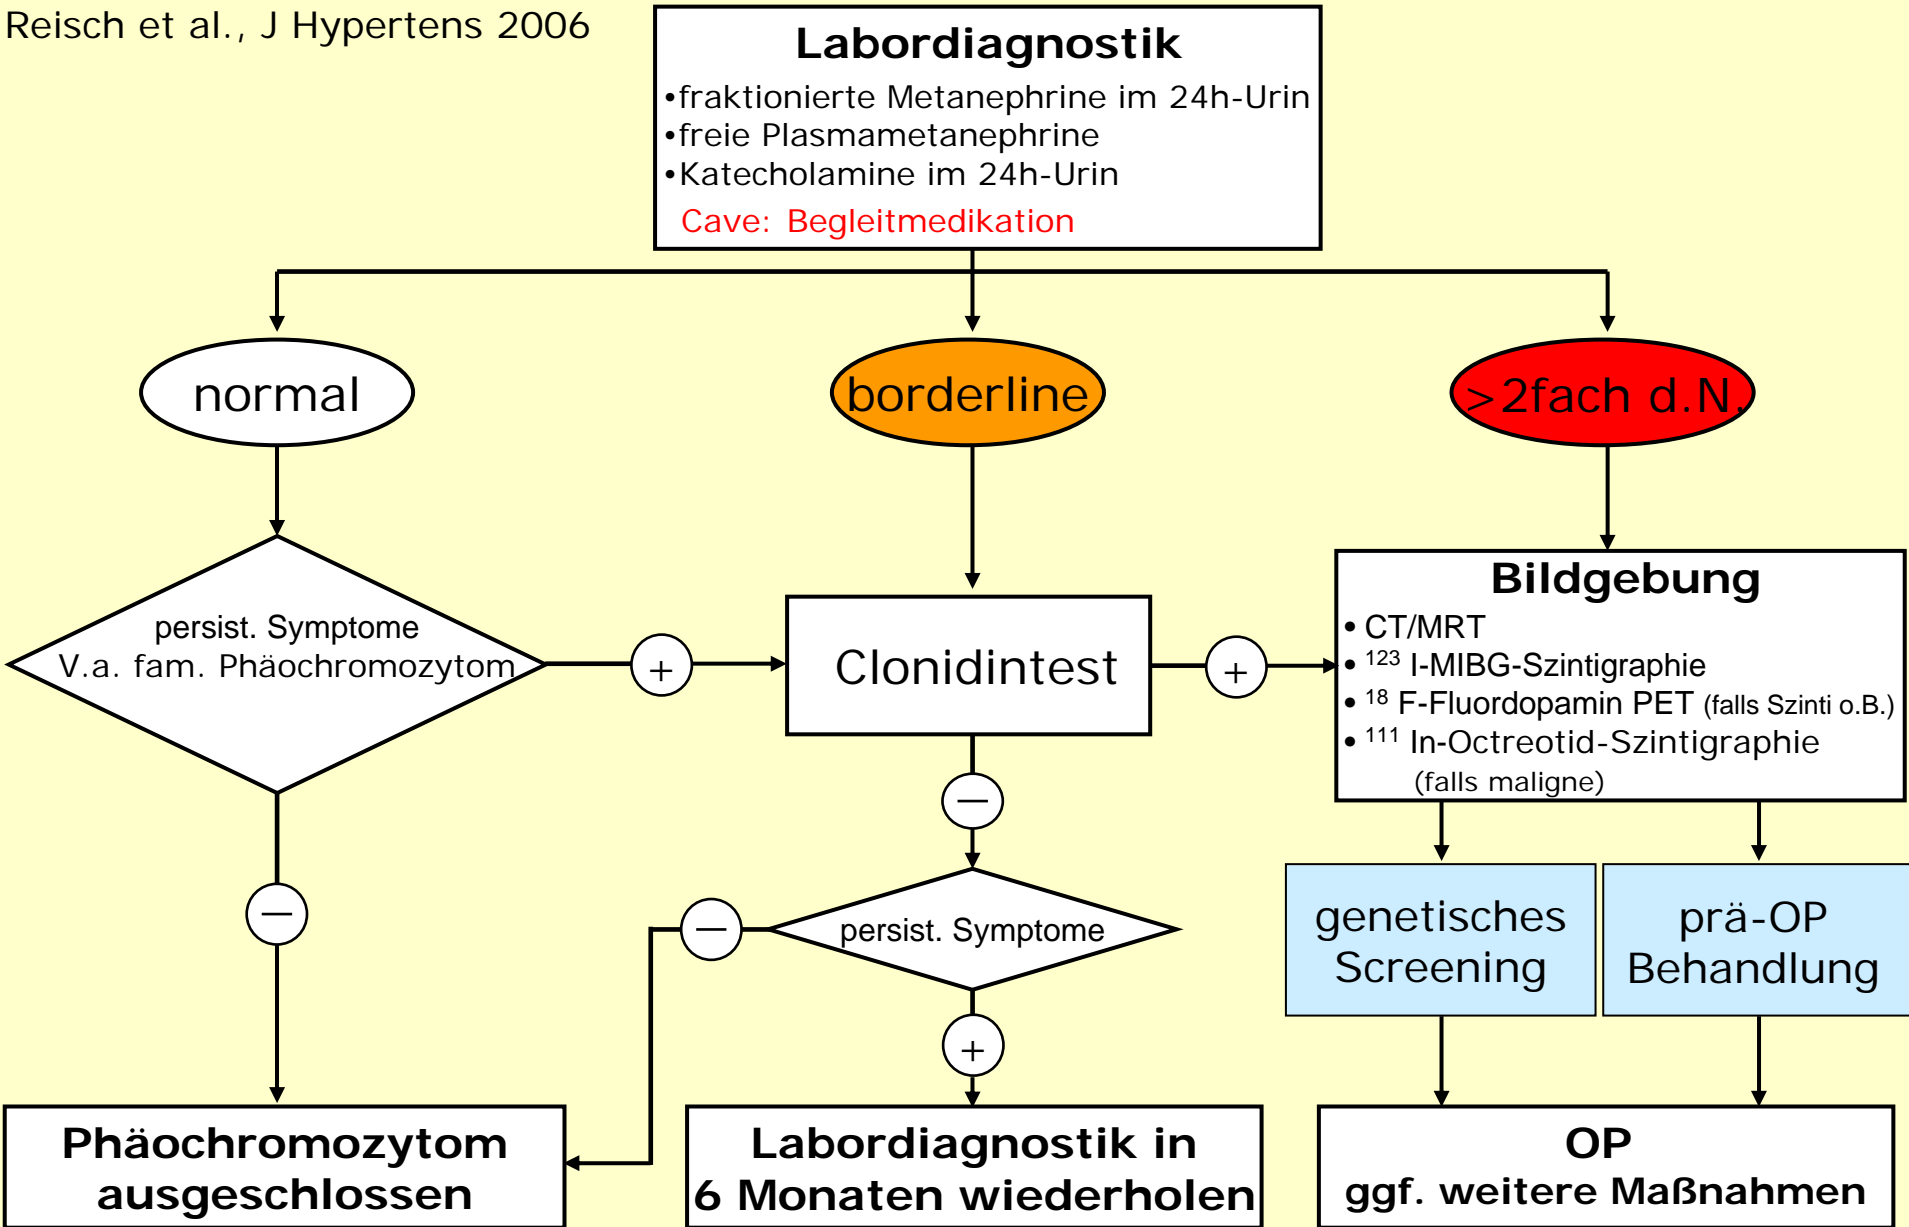 Reisch et al., J Hypertens 2006
Labordiagnostik
•fraktionierte Metanephrine im 24h-Urin
•freie Plasmametanephrine
•Katecholamine im 24h-Urin
Cave: Begleitmedikation
normal
borderline
>2fach d.N.
persist. Symptome
V.a. fam. Phäochromozytom
+
Clonidintest
+
Bildgebung
• CT/MRT
• ¹²³ I-MIBG-Szintigraphie
• ¹⁸ F-Fluordopamin PET (falls Szinti o.B.)
• ¹¹¹ In-Octreotid-Szintigraphie
(falls maligne)
−
−
−
persist. Symptome
+
genetisches
Screening
prä-OP
Behandlung
Phäochromozytom
ausgeschlossen
Labordiagnostik in
6 Monaten wiederholen
OP
ggf. weitere Maßnahmen